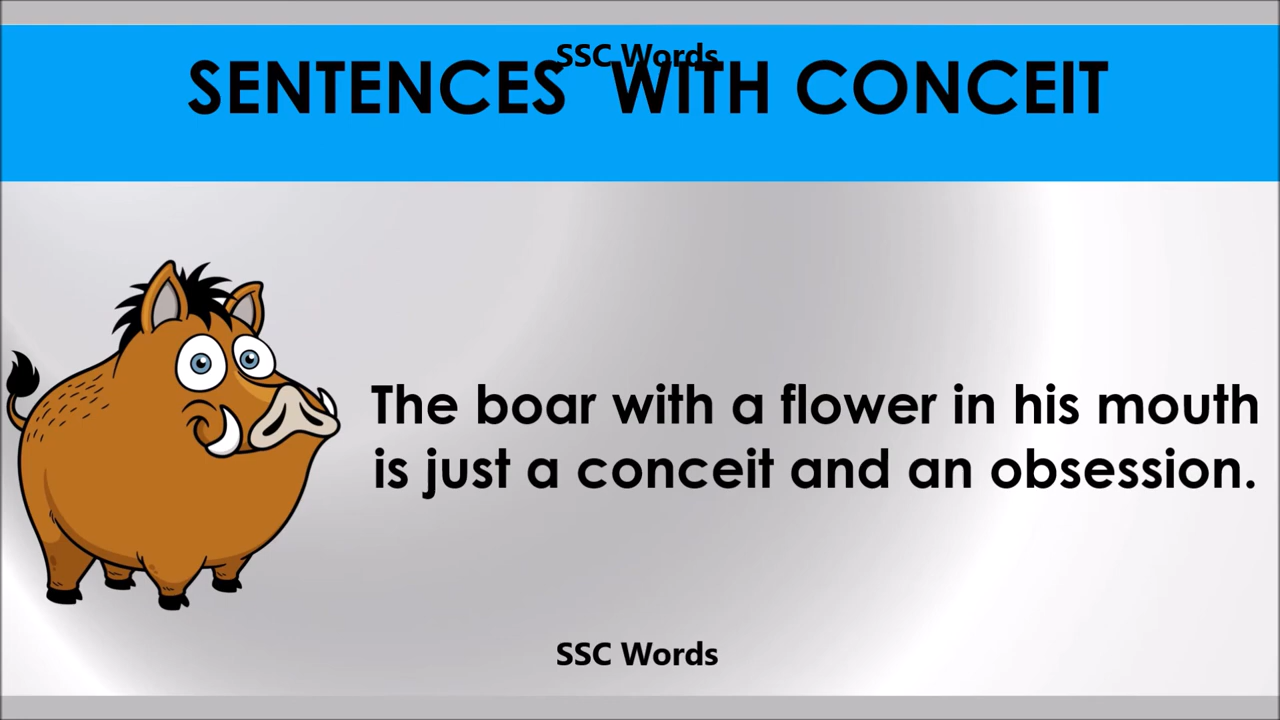 SSC Words
SENTENCES WITH CONCEIT
The boar with a flower in his mouth
is just a conceit and an obsession.
SSC Words